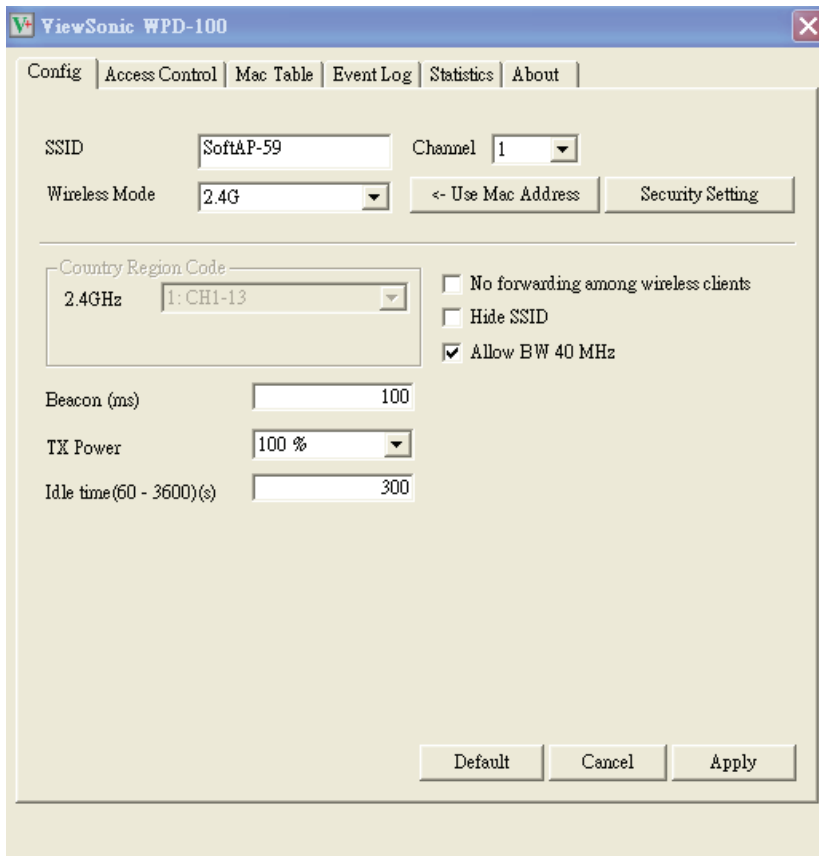 ViewSonic WPD-100
Config Access Control Mac Table Event Log Statistics About
SSID SoftAP-59 Channel 1
Wireless Mode 2.4G <- Use Mac Address Security Setting
Country Region Code
2.4GHz 1: CH1-13
No forwarding among wireless clients
Hide SSID
Allow BW 40 MHz
Beacon (ms) 100
TX Power 100 %
Idle time(60 - 3600)(s) 300
Default Cancel Apply